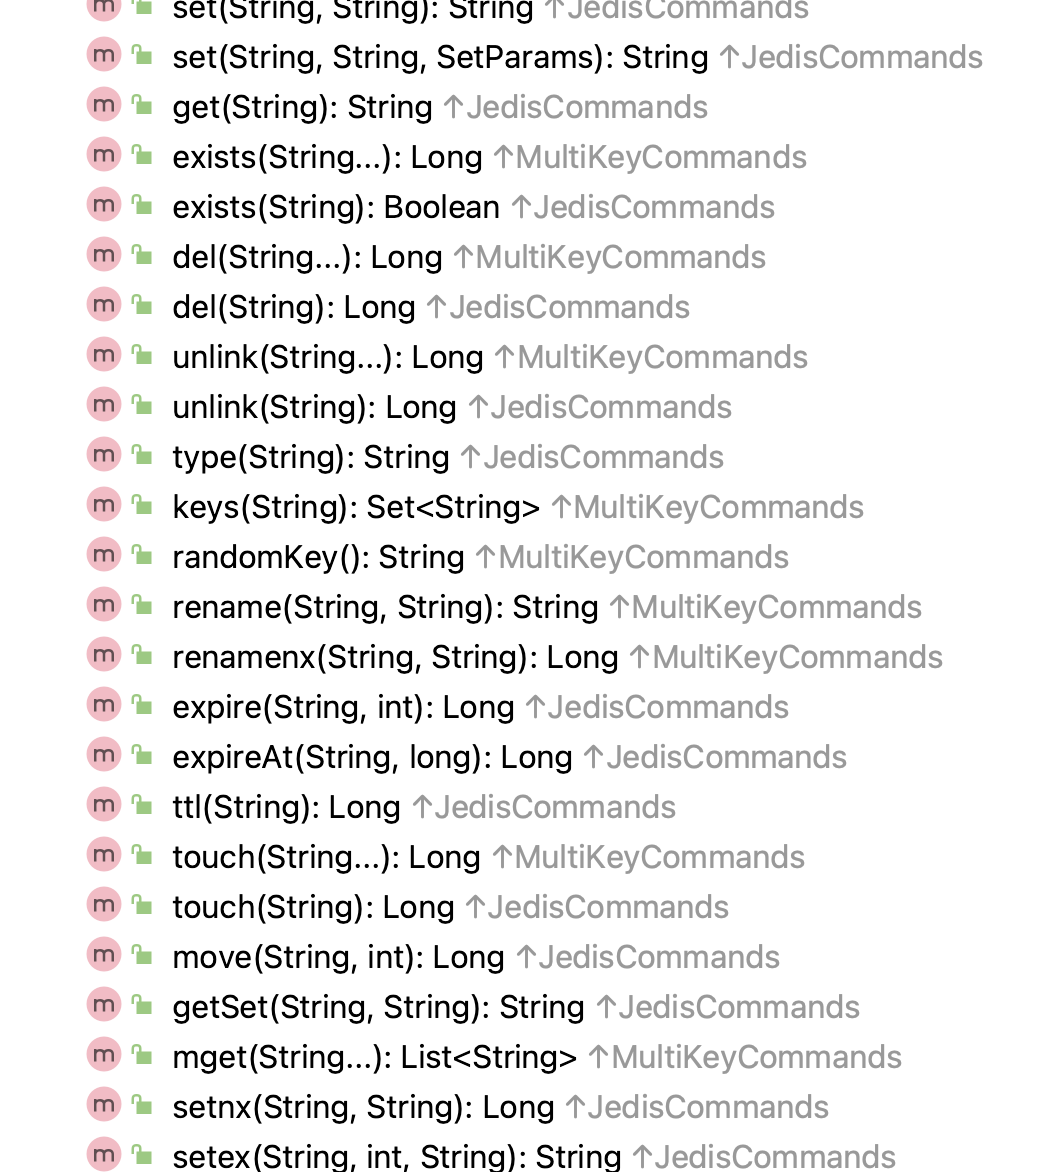 m set(String, String): String ↑JedisCommands
m set(String, String, SetParams): String ↑JedisCommands
m get(String): String ↑JedisCommands
m exists(String...): Long ↑MultiKeyCommands
m exists(String): Boolean ↑JedisCommands
m del(String...): Long ↑MultiKeyCommands
m del(String): Long ↑JedisCommands
m unlink(String...): Long ↑MultiKeyCommands
m unlink(String): Long ↑JedisCommands
m type(String): String ↑JedisCommands
m keys(String): Set<String> ↑MultiKeyCommands
m randomKey(): String ↑MultiKeyCommands
m rename(String, String): String ↑MultiKeyCommands
m renamenx(String, String): Long ↑MultiKeyCommands
m expire(String, int): Long ↑JedisCommands
m expireAt(String, long): Long ↑JedisCommands
m ttl(String): Long ↑JedisCommands
m touch(String...): Long ↑MultiKeyCommands
m touch(String): Long ↑JedisCommands
m move(String, int): Long ↑JedisCommands
m getSet(String, String): String ↑JedisCommands
m mget(String...): List<String> ↑MultiKeyCommands
m setnx(String, String): Long ↑JedisCommands
m setex(String, int, String): String ↑JedisCommands